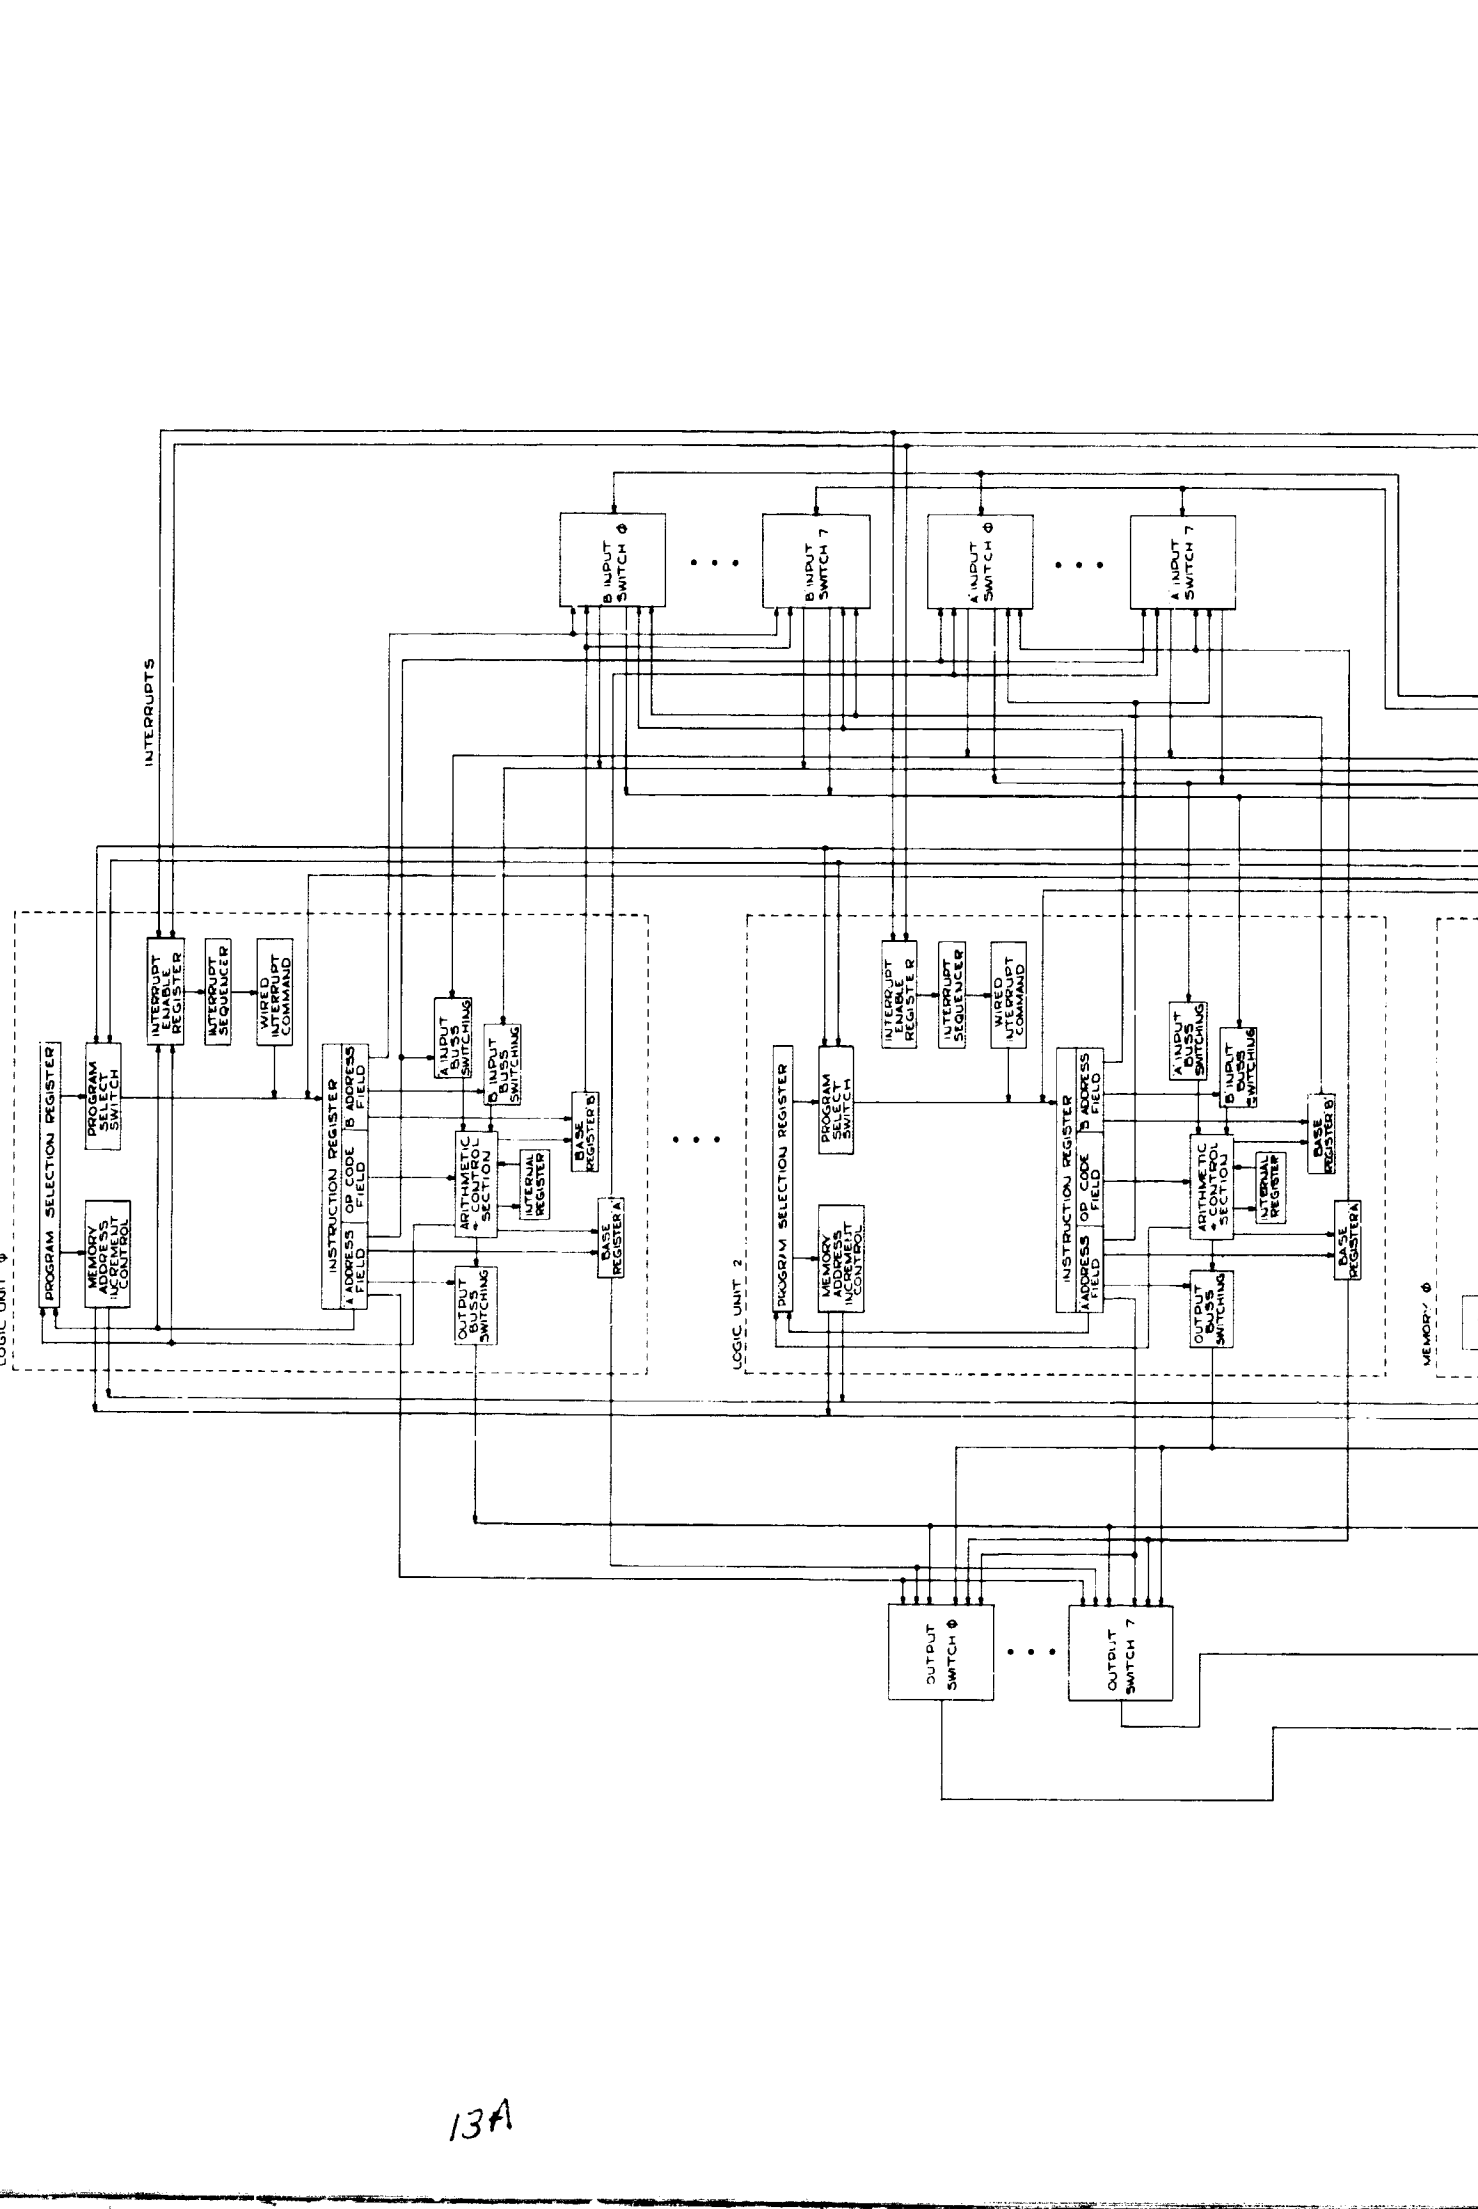 INTERRUPTS
B INPUT
SWITCH Φ
B INPUT
SWITCH 7
A INPUT
SWITCH Φ
A INPUT
SWITCH 7
LOGIC UNIT Φ
PROGRAM SELECTION REGISTER
PROGRAM
SELECT
SWITCH
MEMORY
ADDRESS
INCREMENT
CONTROL
INTERRUPT
ENABLE
REGISTER
INTERRUPT
SEQUENCER
WIRED
INTERRUPT
COMMAND
INSTRUCTION REGISTER
A ADDRESS
FIELD
OP CODE
FIELD
B ADDRESS
FIELD
A INPUT
BUSS
SWITCHING
B INPUT
BUSS
SWITCHING
ARITHMETIC
+ CONTROL
SECTION
INTERNAL
REGISTER
BASE
REGISTER 'B'
BASE
REGISTER A
OUTPUT
BUSS
SWITCHING
LOGIC UNIT 2
PROGRAM SELECTION REGISTER
PROGRAM
SELECT
SWITCH
MEMORY
ADDRESS
INCREMENT
CONTROL
INTERRUPT
ENABLE
REGISTER
INTERRUPT
SEQUENCER
WIRED
INTERRUPT
COMMAND
INSTRUCTION REGISTER
A ADDRESS
FIELD
OP CODE
FIELD
B ADDRESS
FIELD
A INPUT
BUSS
SWITCHING
B INPUT
BUSS
SWITCHING
ARITHMETIC
+ CONTROL
SECTION
INTERNAL
REGISTER
BASE
REGISTER 'B'
BASE
REGISTER A
OUTPUT
BUSS
SWITCHING
MEMORY Φ
OUTPUT
SWITCH Φ
OUTPUT
SWITCH 7
13A